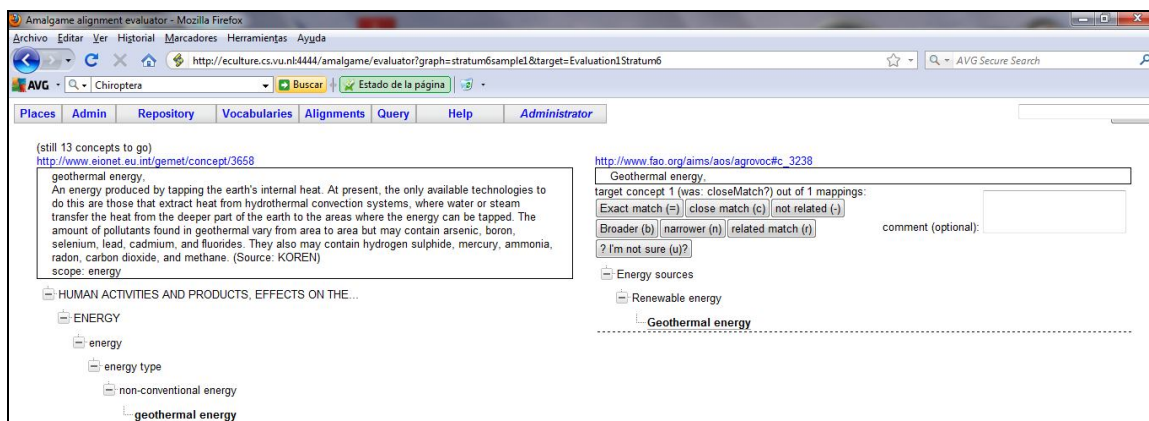 Amalgame alignment evaluator - Mozilla Firefox
Archivo Editar Ver Historial Marcadores Herramientas Ayuda
http://eculture.cs.vu.nl:4444/amalgame/evaluator?graph=stratum6sample1&target=Evaluation1Stratum6 AVG Secure Search
AVG Chiroptera Buscar Estado de la página
Places Admin Repository Vocabularies Alignments Query Help Administrator
(still 13 concepts to go)
http://www.eionet.eu.int/gemet/concept/3658
geothermal energy,
An energy produced by tapping the earth's internal heat. At present, the only available technologies to
do this are those that extract heat from hydrothermal convection systems, where water or steam
transfer the heat from the deeper part of the earth to the areas where the energy can be tapped. The
amount of pollutants found in geothermal vary from area to area but may contain arsenic, boron,
selenium, lead, cadmium, and fluorides. They also may contain hydrogen sulphide, mercury, ammonia,
radon, carbon dioxide, and methane. (Source: KOREN)
scope: energy
HUMAN ACTIVITIES AND PRODUCTS, EFFECTS ON THE...
ENERGY
energy
energy type
non-conventional energy
geothermal energy
http://www.fao.org/aims/aos/agrovoc#c_3238
Geothermal energy,
target concept 1 (was: closeMatch?) out of 1 mappings:
Exact match (=) close match (c) not related (-)
Broader (b) narrower (n) related match (r) comment (optional):
? I'm not sure (u)?
Energy sources
Renewable energy
Geothermal energy